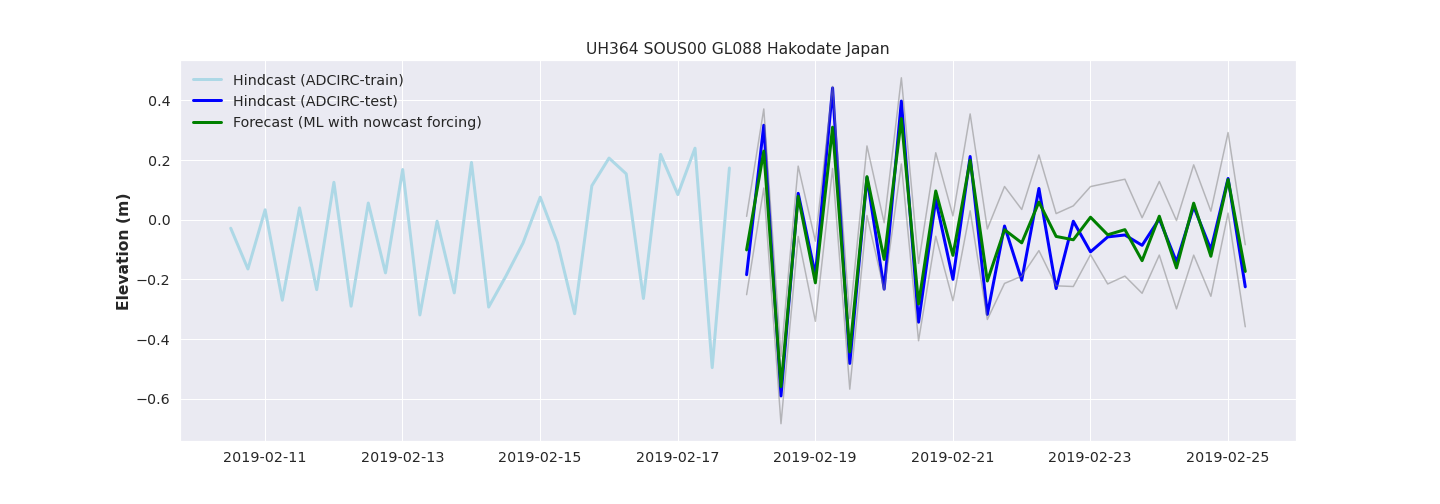 UH364 SOUS00 GL088 Hakodate Japan
Hindcast (ADCIRC-train)
Hindcast (ADCIRC-test)
Forecast (ML with nowcast forcing)
Elevation (m)
0.4
0.2
0.0
−0.2
−0.4
−0.6
2019-02-11 2019-02-13 2019-02-15 2019-02-17 2019-02-19 2019-02-21 2019-02-23 2019-02-25